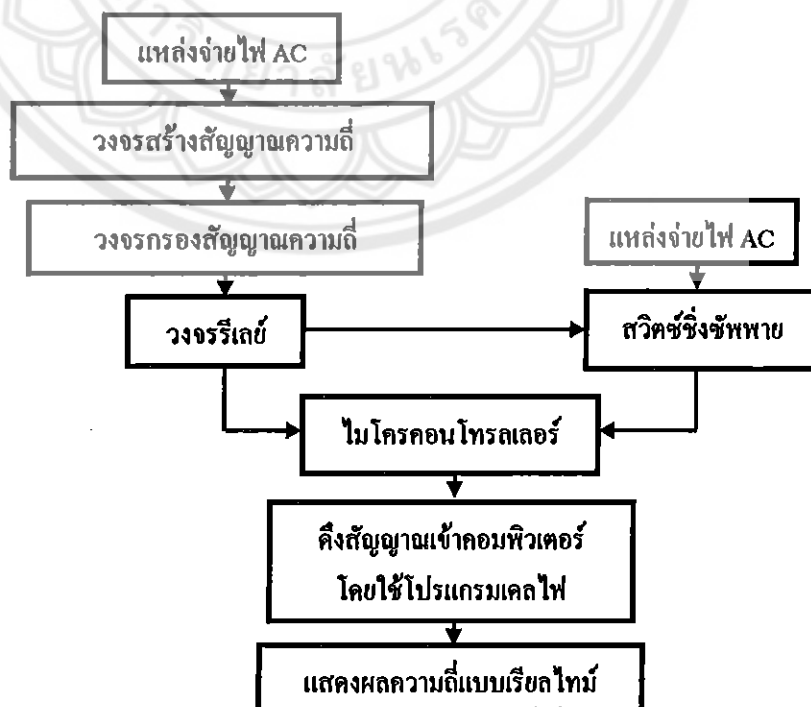 แหล่งจ่ายไฟ AC
วงจรสร้างสัญญาณความถี่
วงจรกรองสัญญาณความถี่
แหล่งจ่ายไฟ AC
วงจรรีเลย์
สวิตซ์ชิ่งซัพพาย
ไมโครคอนโทรลเลอร์
ดึงสัญญาณเข้าคอมพิวเตอร์
โดยใช้โปรแกรมเดลไฟ
แสดงผลความถี่แบบเรียลไทม์